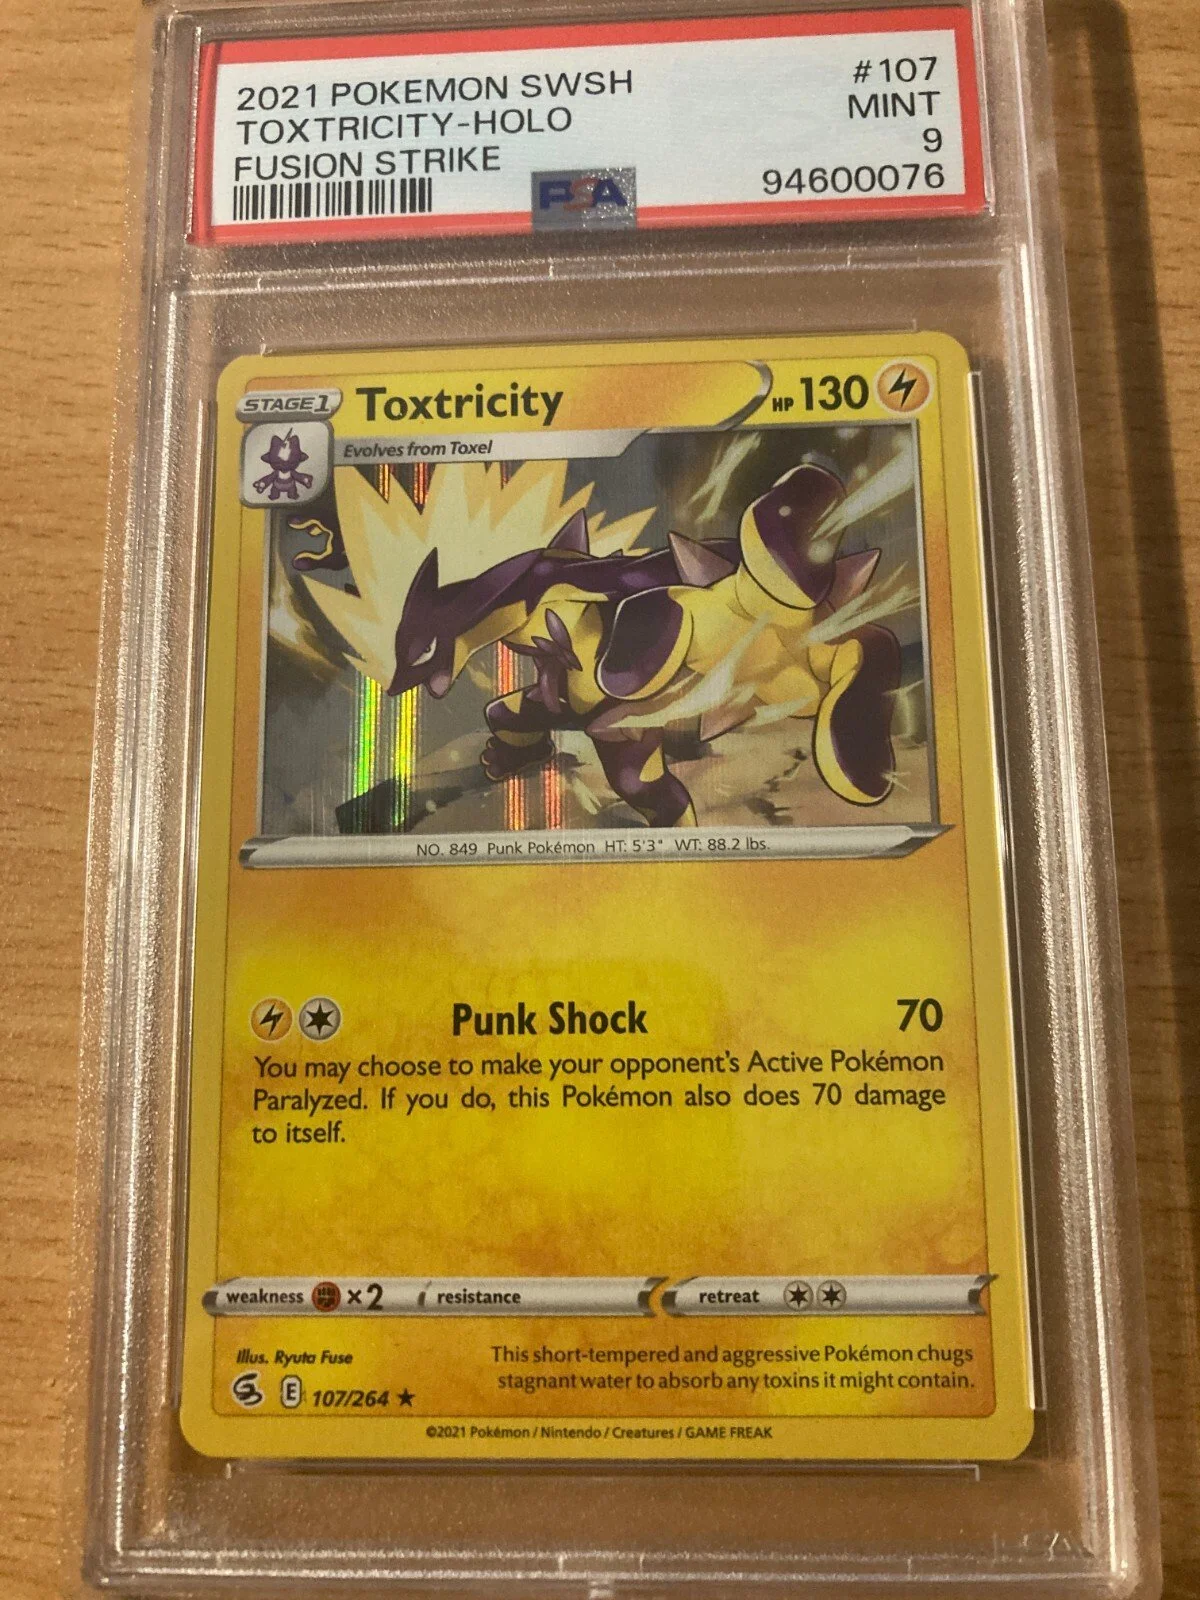 2021 POKEMON SWSH #107
TOXTRICITY-HOLO MINT
FUSION STRIKE 9
PSA 94600076
STAGE 1 Toxtricity HP 130
Evolves from Toxel
NO. 849 Punk Pokémon HT: 5'3" WT: 88.2 lbs.
Punk Shock 70
You may choose to make your opponent's Active Pokémon
Paralyzed. If you do, this Pokémon also does 70 damage
to itself.
weakness ×2 resistance retreat
Illus. Ryuta Fuse
This short-tempered and aggressive Pokémon chugs
stagnant water to absorb any toxins it might contain.
E 107/264 ★
©2021 Pokémon / Nintendo / Creatures / GAME FREAK